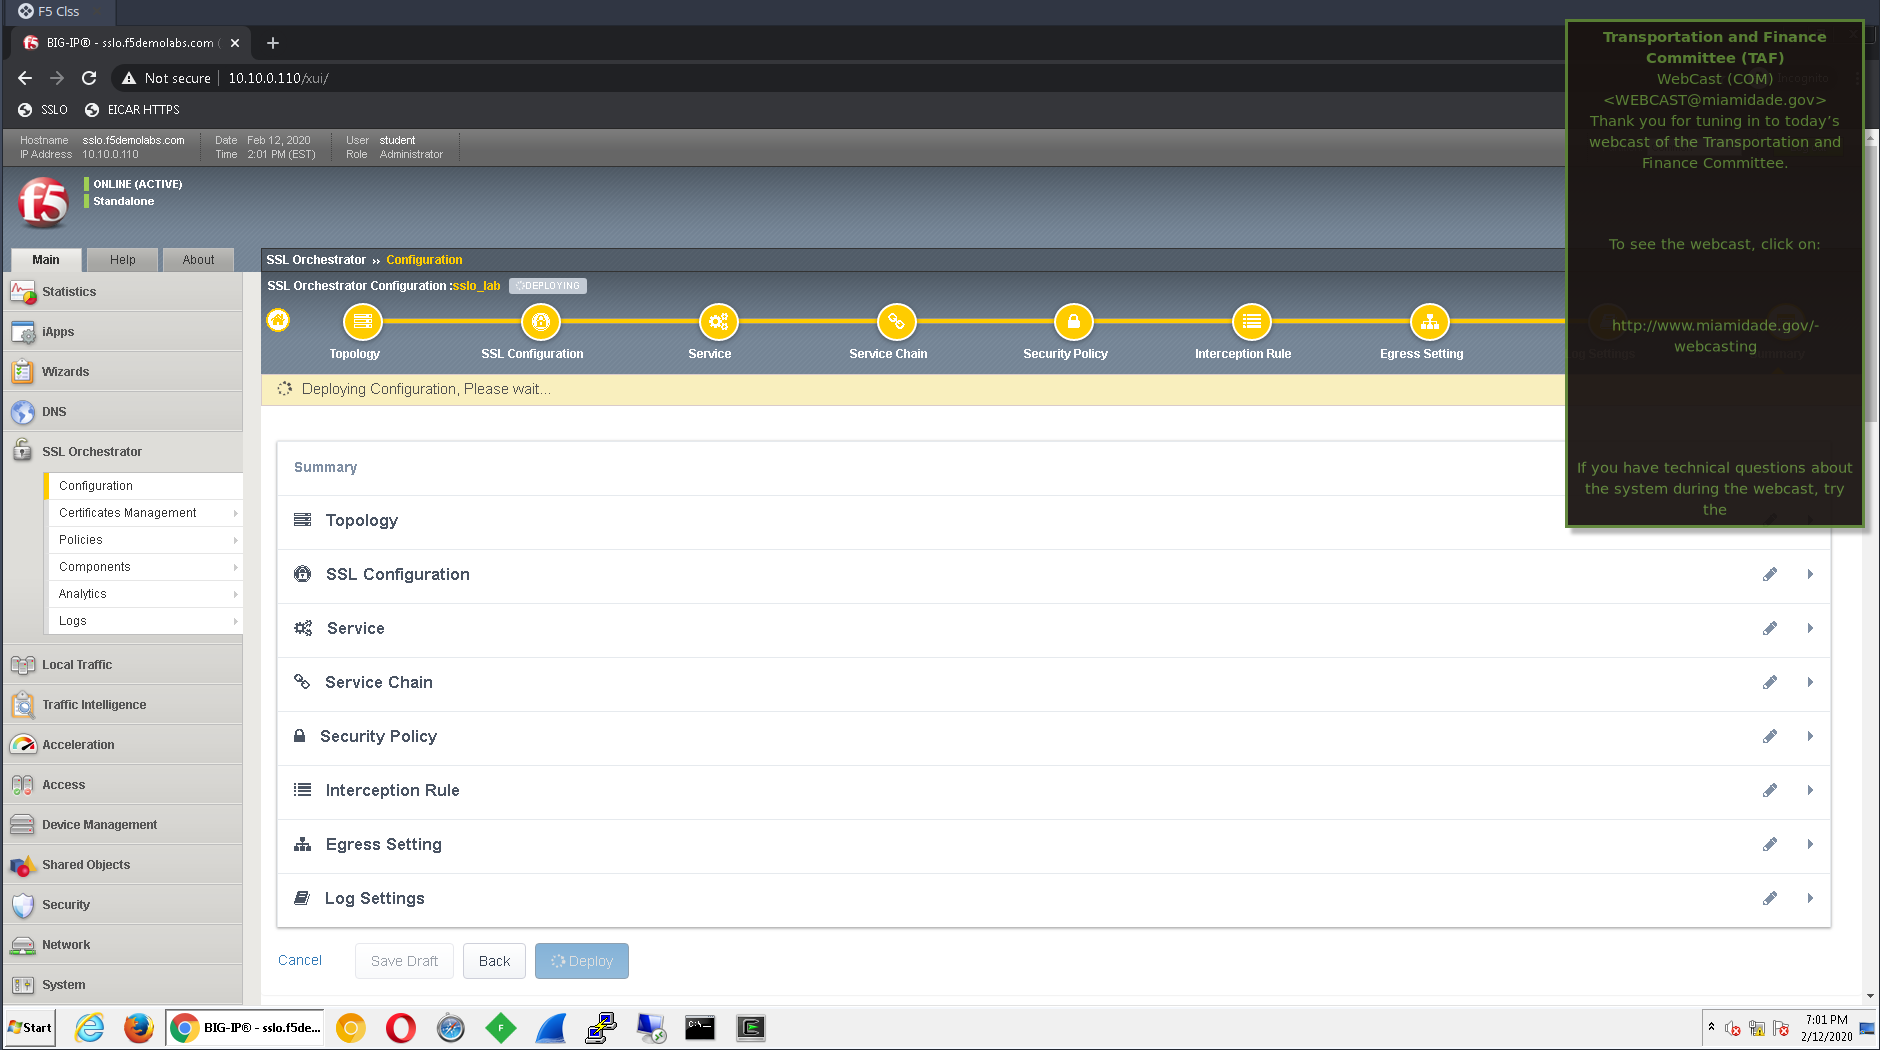 F5 Clss
BIG-IP® - sslo.f5demolabs.com (
Not secure
10.10.0.110/xui/
Incognito
SSLO
EICAR HTTPS
Hostname sslo.f5demolabs.com
IP Address 10.10.0.110
Date Feb 12, 2020
Time 2:01 PM (EST)
User student
Role Administrator
f5
ONLINE (ACTIVE)
Standalone
Main
Help
About
SSL Orchestrator ›› Configuration
SSL Orchestrator Configuration :sslo_lab
DEPLOYING
Topology
SSL Configuration
Service
Service Chain
Security Policy
Interception Rule
Egress Setting
Log Settings
Summary
Deploying Configuration, Please wait...
Statistics
iApps
Wizards
DNS
SSL Orchestrator
Configuration
Certificates Management
Policies
Components
Analytics
Logs
Local Traffic
Traffic Intelligence
Acceleration
Access
Device Management
Shared Objects
Security
Network
System
Summary
Topology
SSL Configuration
Service
Service Chain
Security Policy
Interception Rule
Egress Setting
Log Settings
Cancel
Save Draft
Back
Deploy
Transportation and Finance
Committee (TAF)
WebCast (COM)
<WEBCAST@miamidade.gov>
Thank you for tuning in to today’s
webcast of the Transportation and
Finance Committee.
To see the webcast, click on:
http://www.miamidade.gov/-
webcasting
If you have technical questions about
the system during the webcast, try
the
Start
BIG-IP® - sslo.f5de...
7:01 PM
2/12/2020